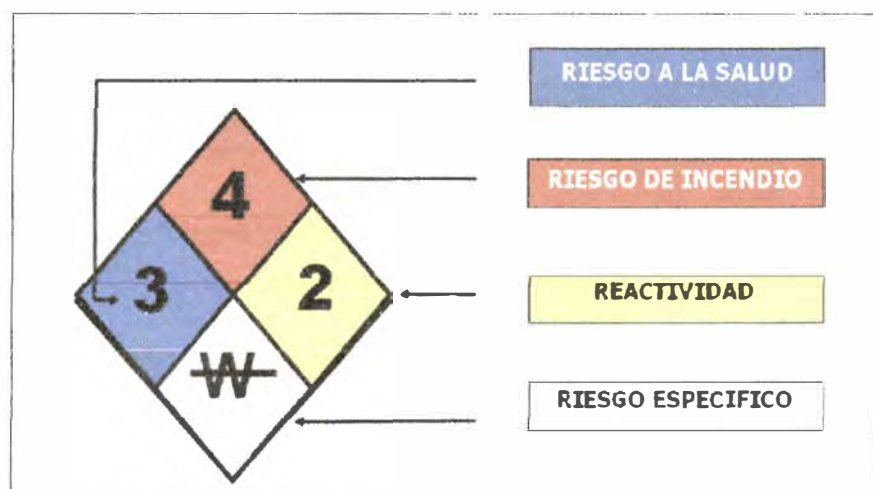 RIESGO A LA SALUD
4
RIESGO DE INCENDIO
3
2
REACTIVIDAD
W
RIESGO ESPECIFICO